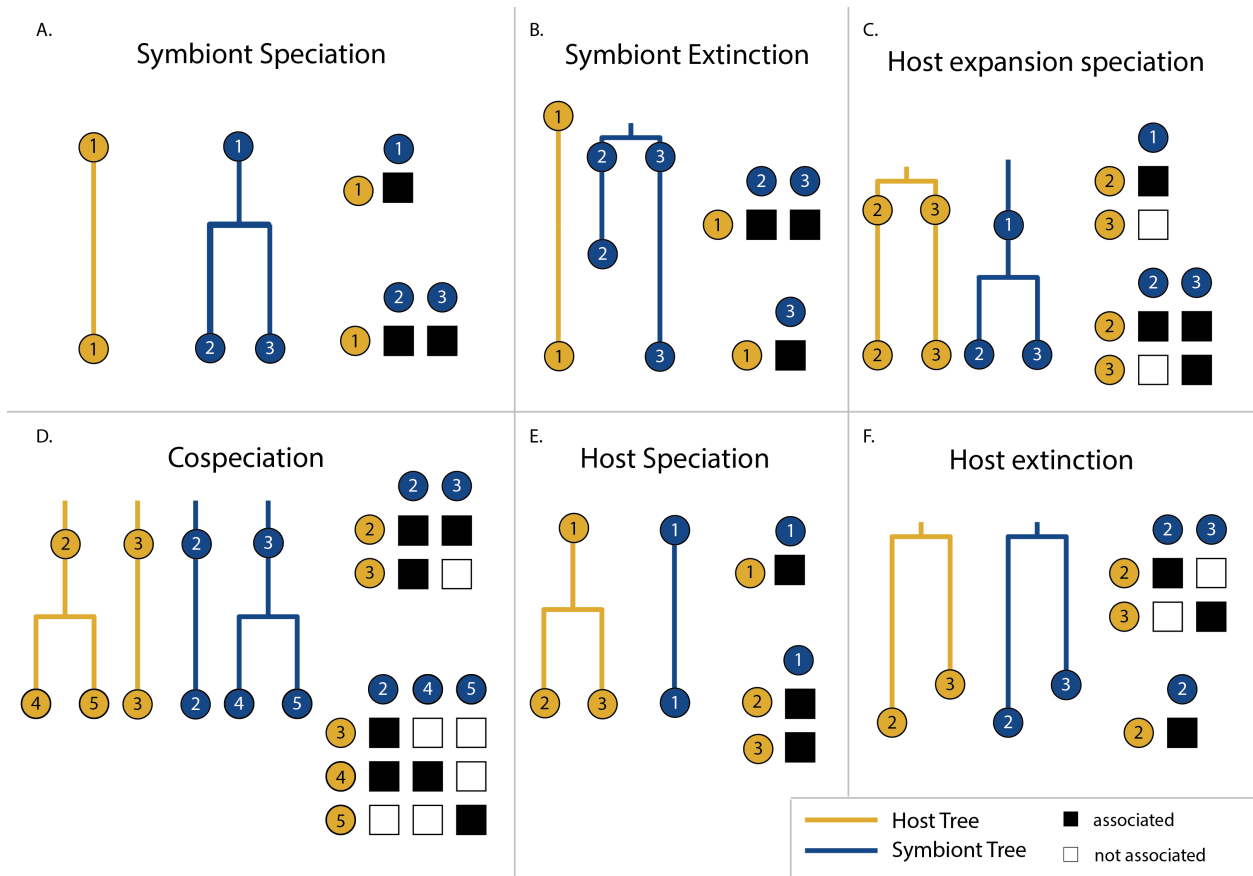 A.
Symbiont Speciation
1
1
1
1
2
3
2 3
1
1
B.
Symbiont Extinction
1
2 3
2
1
3
2 3
1
3
1
C.
Host expansion speciation
2 3
1
2 3 2 3
1
2
3
2 3
2
3
D.
Cospeciation
2 3 2 3
4 5 3 2 4 5
2 3
2
3
2 4 5
3
4
5
E.
Host Speciation
1 1
2 3 1
1
1
1
2
3
F.
Host extinction
3 3
2 2
2 3
2
3
2
2
Host Tree
Symbiont Tree
associated
not associated